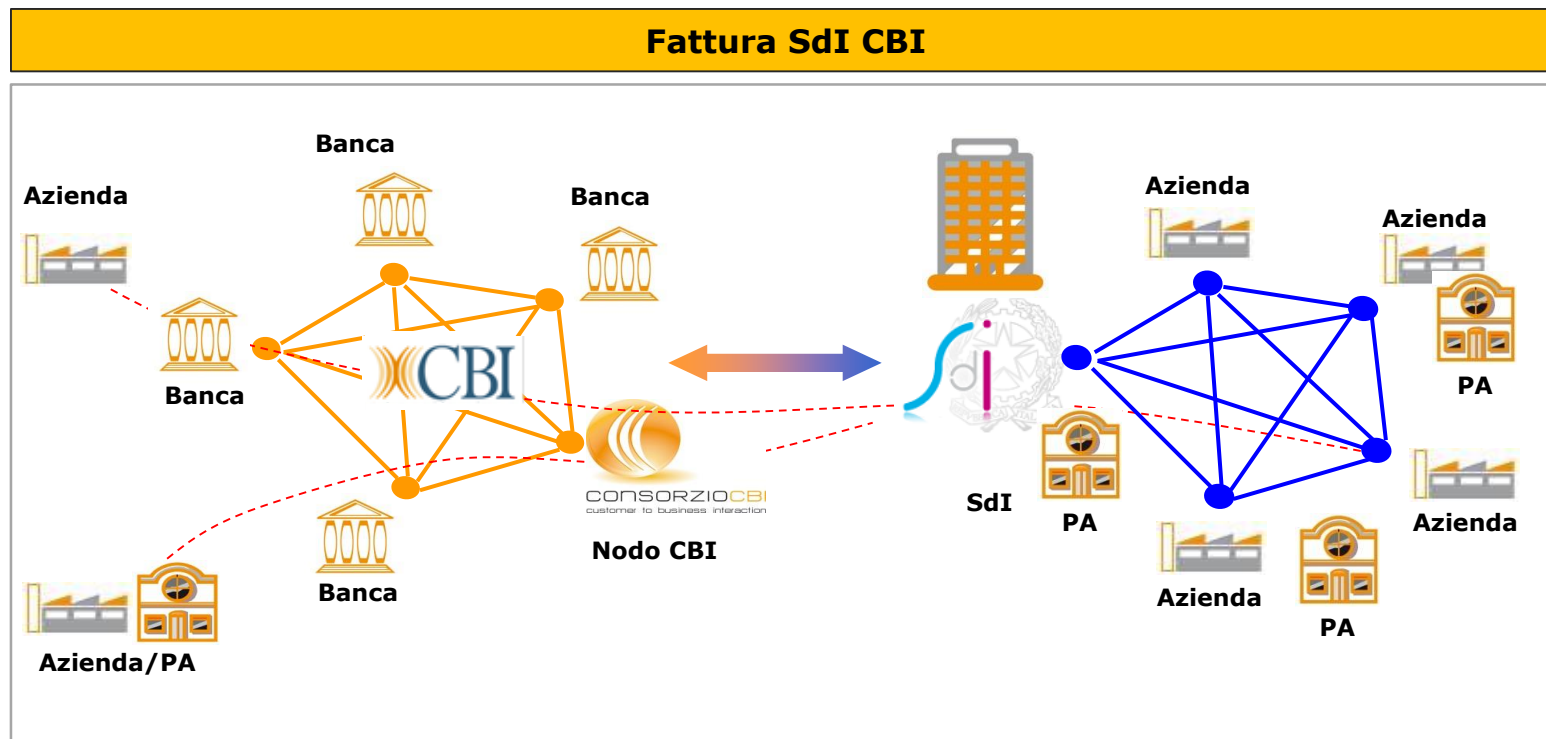 Fattura SdI CBI
Banca
Azienda
Banca
Azienda
Azienda
CBI
Sdi
Banca
PA
CONSORZIOCBI
customer to business interaction
SdI
PA
Azienda
Nodo CBI
Banca
Azienda
PA
Azienda/PA